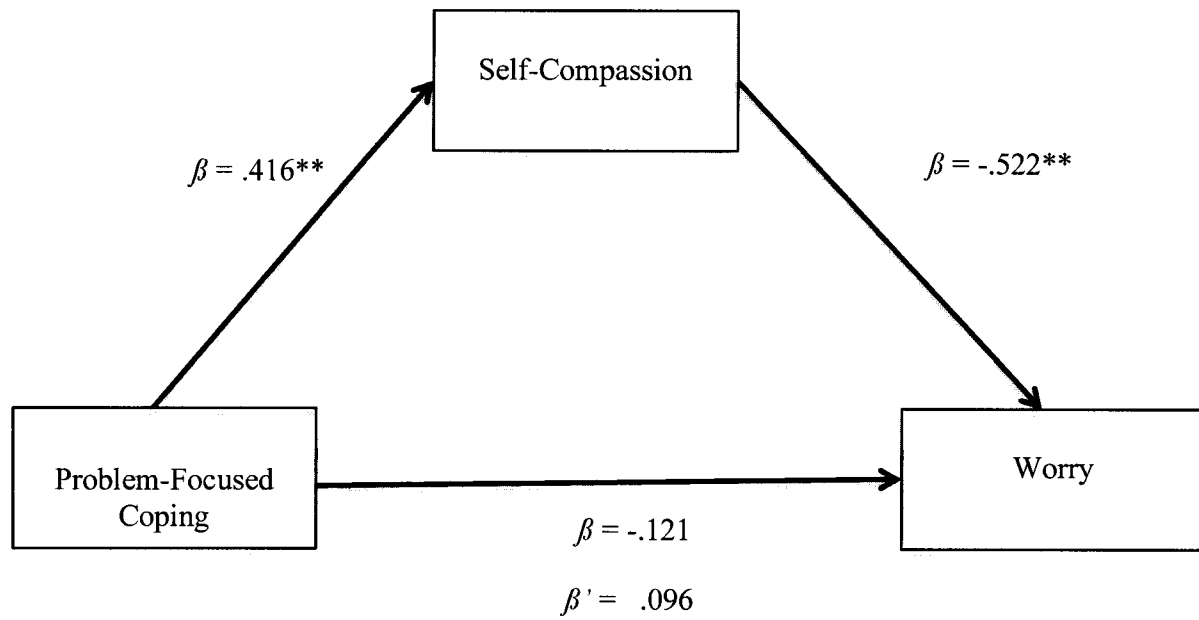 Self-Compassion
β = .416**
β = -.522**
Problem-Focused
Coping
Worry
β = -.121
β' = .096